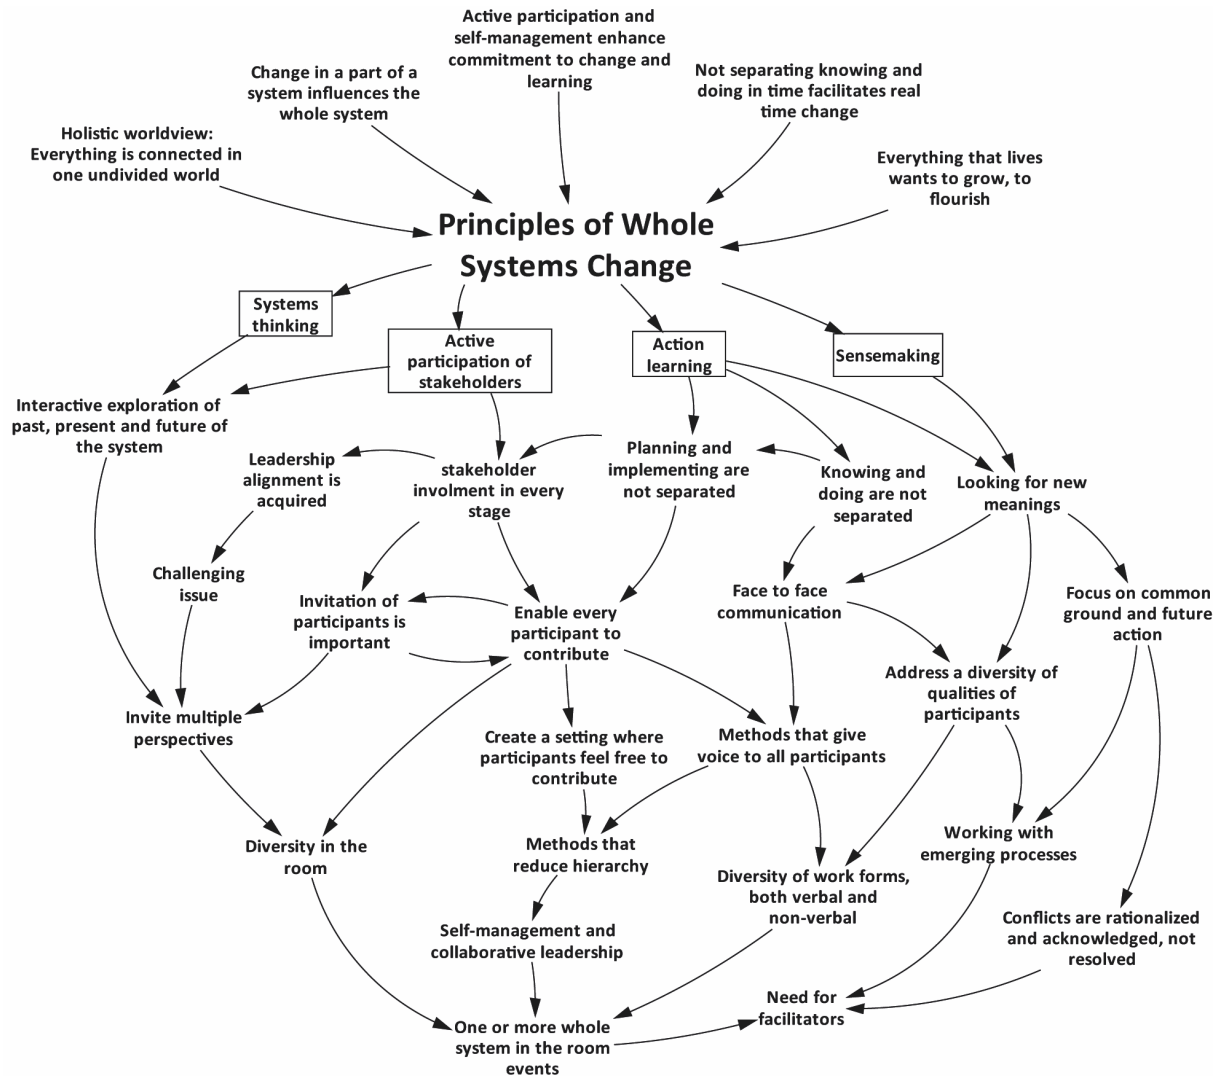 Active participation and
self-management enhance
commitment to change and
learning
Change in a part of a
system influences the
whole system
Not separating knowing and
doing in time facilitates real
time change
Holistic worldview:
Everything is connected in
one undivided world
Everything that lives
wants to grow, to
flourish
Principles of Whole
Systems Change
Systems
thinking
Active
participation of
stakeholders
Action
learning
Sensemaking
Interactive exploration of
past, present and future of
the system
Leadership
alignment is
acquired
stakeholder
involment in every
stage
Planning and
implementing are
not separated
Knowing and
doing are not
separated
Looking for new
meanings
Challenging
issue
Invitation of
participants is
important
Enable every
participant to
contribute
Face to face
communication
Focus on common
ground and future
action
Address a diversity of
qualities of
participants
Invite multiple
perspectives
Create a setting where
participants feel free to
contribute
Methods that give
voice to all participants
Diversity in the
room
Methods that
reduce hierarchy
Working with
emerging processes
Diversity of work forms,
both verbal and
non-verbal
Self-management and
collaborative leadership
Conflicts are rationalized
and acknowledged, not
resolved
Need for
facilitators
One or more whole
system in the room
events